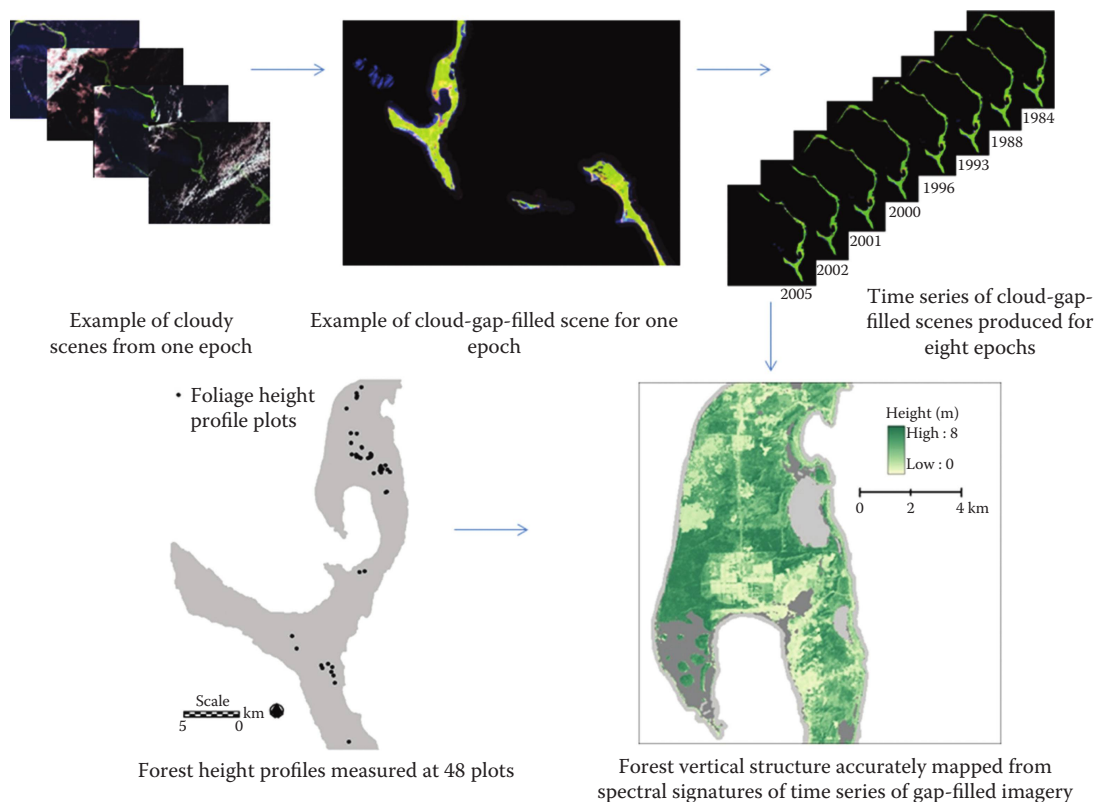 1984
1988
1993
1996
2000
2001
2002
2005
Example of cloudy
scenes from one epoch
Example of cloud-gap-filled scene for one
epoch
Time series of cloud-gap-
filled scenes produced for
eight epochs
• Foliage height
profile plots
Scale
km
5 0
Forest height profiles measured at 48 plots
Height (m)
High : 8
Low : 0
0 2 4 km
Forest vertical structure accurately mapped from
spectral signatures of time series of gap-filled imagery